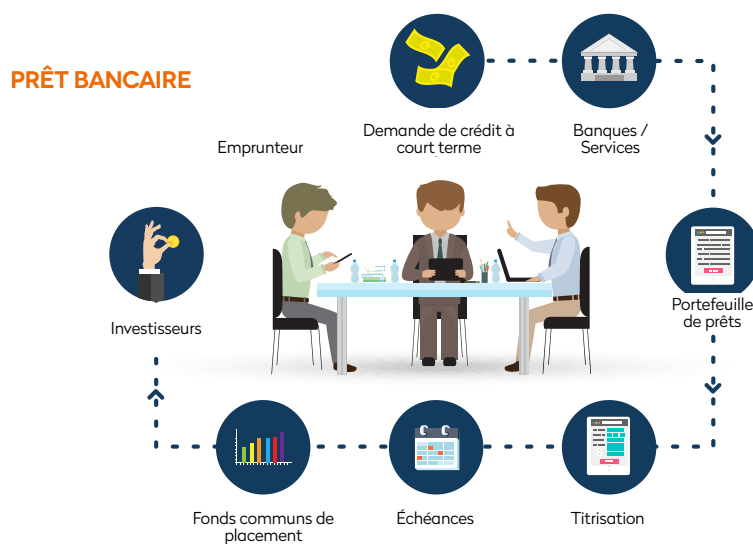 PRÊT BANCAIRE
Emprunteur
Demande de crédit à
court terme
Banques /
Services
Portefeuille
de prêts
Titrisation
Échéances
Fonds communs de
placement
Investisseurs